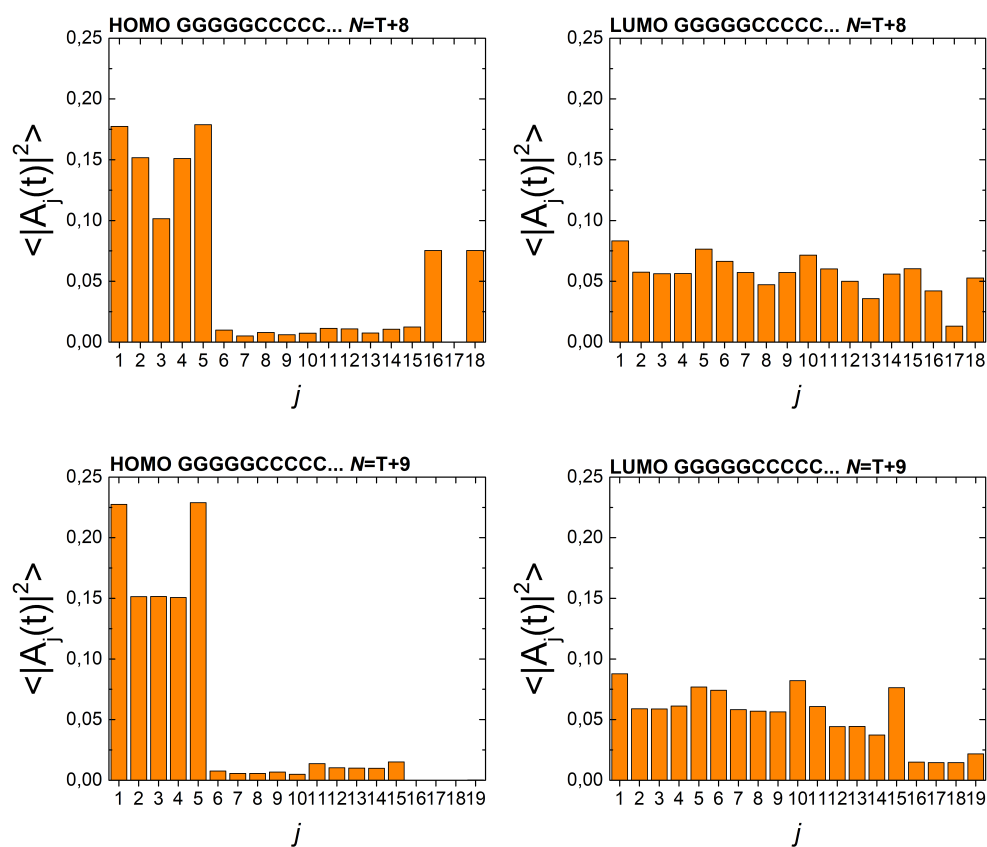 HOMO GGGGGCCCCC... N=T+8
0,25
0,20
0,15
0,10
0,05
0,00
<|Aj(t)|²>
1 2 3 4 5 6 7 8 9 10 11 12 13 14 15 16 17 18
j
LUMO GGGGGCCCCC... N=T+8
0,25
0,20
0,15
0,10
0,05
0,00
<|Aj(t)|²>
1 2 3 4 5 6 7 8 9 10 11 12 13 14 15 16 17 18
j
HOMO GGGGGCCCCC... N=T+9
0,25
0,20
0,15
0,10
0,05
0,00
<|Aj(t)|²>
1 2 3 4 5 6 7 8 9 10 11 12 13 14 15 16 17 18 19
j
LUMO GGGGGCCCCC... N=T+9
0,25
0,20
0,15
0,10
0,05
0,00
<|Aj(t)|²>
1 2 3 4 5 6 7 8 9 10 11 12 13 14 15 16 17 18 19
j